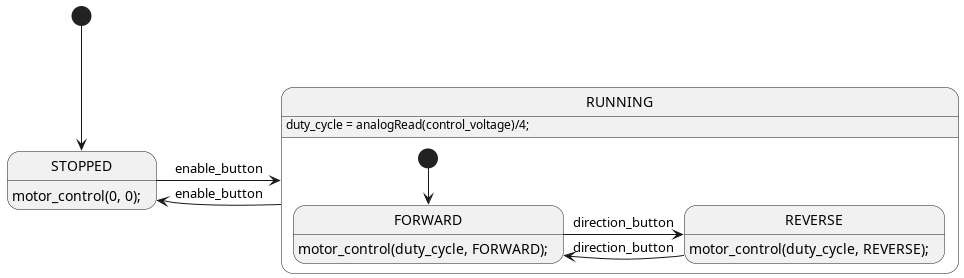 RUNNING
duty_cycle = analogRead(control_voltage)/4;
STOPPED
motor_control(0, 0);
enable_button
enable_button
FORWARD
motor_control(duty_cycle, FORWARD);
direction_button
direction_button
REVERSE
motor_control(duty_cycle, REVERSE);